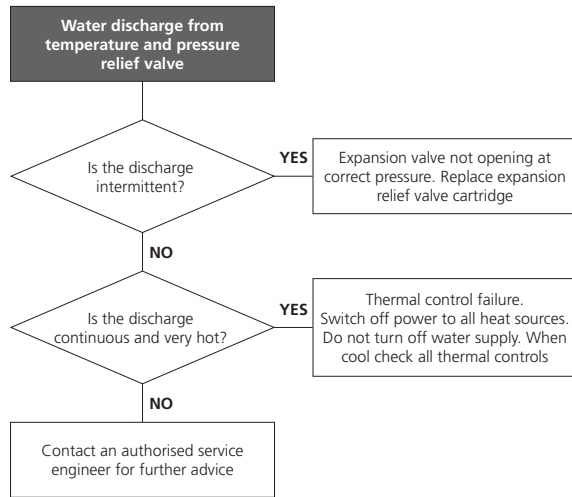 Water discharge from
temperature and pressure
relief valve
Is the discharge
intermittent?
YES
Expansion valve not opening at
correct pressure. Replace expansion
relief valve cartridge
NO
Is the discharge
continuous and very hot?
YES
Thermal control failure.
Switch off power to all heat sources.
Do not turn off water supply. When
cool check all thermal controls
NO
Contact an authorised service
engineer for further advice